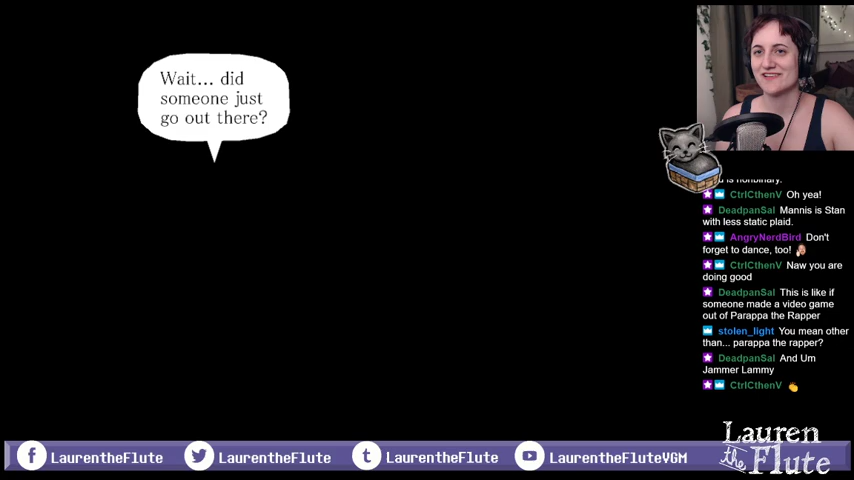 Wait... did
someone just
go out there?
is nonbinary.
CtrlCthenV Oh yea!
DeadpanSal Mannis is Stan
with less static plaid.
AngryNerdBird Don't
forget to dance, too!
CtrlCthenV Naw you are
doing good
DeadpanSal This is like if
someone made a video game
out of Parappa the Rapper
stolen_light You mean other
than... parappa the rapper?
DeadpanSal And Um
Jammer Lammy
CtrlCthenV
LaurentheFlute
LaurentheFlute
LaurentheFlute
LaurentheFluteVGM
Lauren
the Flute